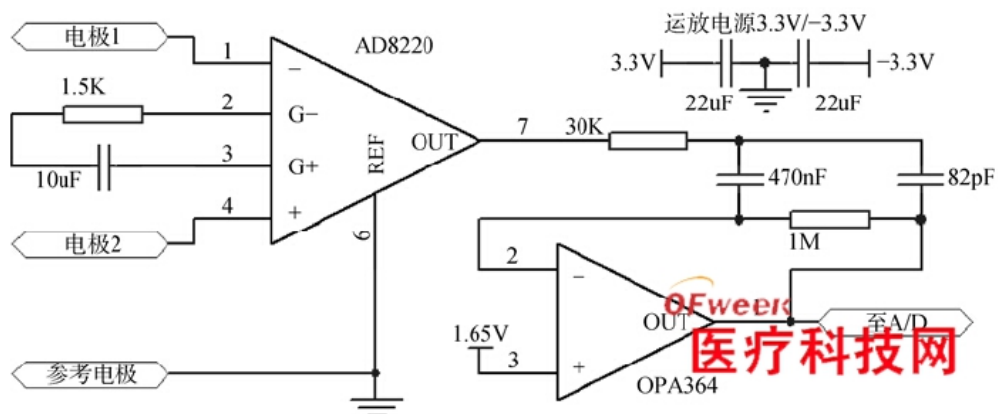 电极1
1
AD8220
运放电源3.3V/−3.3V
3.3V
−3.3V
22uF
22uF
1.5K
2
G−
−
7
30K
OUT
REF
3
G+
10uF
470nF
82pF
4
+
电极2
6
1M
2
−
OFweek
OUT
至A/D
医疗科技网
1.65V
3
+
OPA364
参考电极